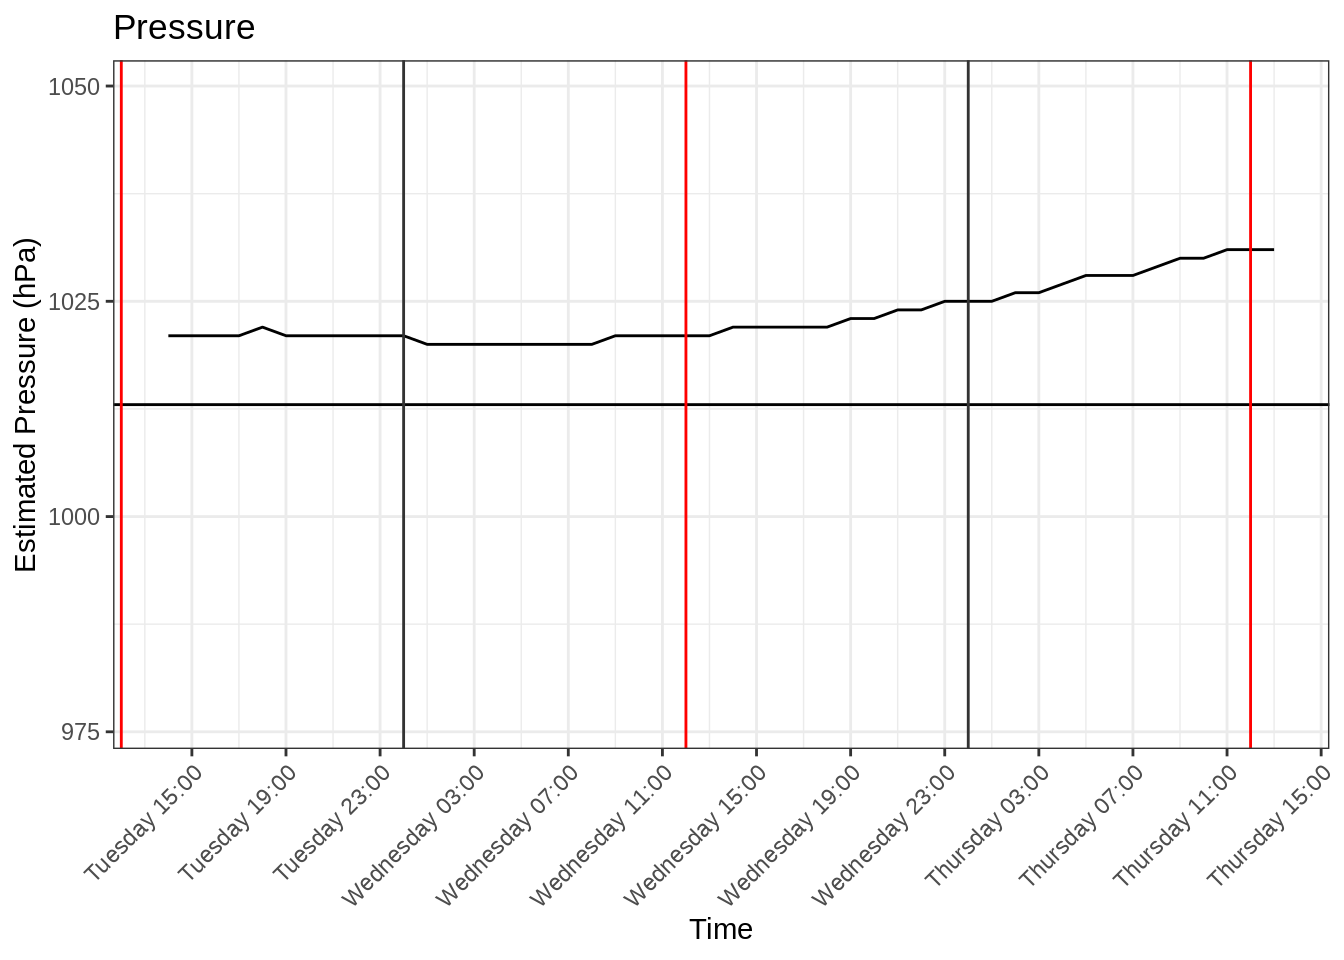 Pressure
Estimated Pressure (hPa)
1050
1025
1000
975
Tuesday 15:00
Tuesday 19:00
Tuesday 23:00
Wednesday 03:00
Wednesday 07:00
Wednesday 11:00
Wednesday 15:00
Wednesday 19:00
Wednesday 23:00
Thursday 03:00
Thursday 07:00
Thursday 11:00
Thursday 15:00
Time